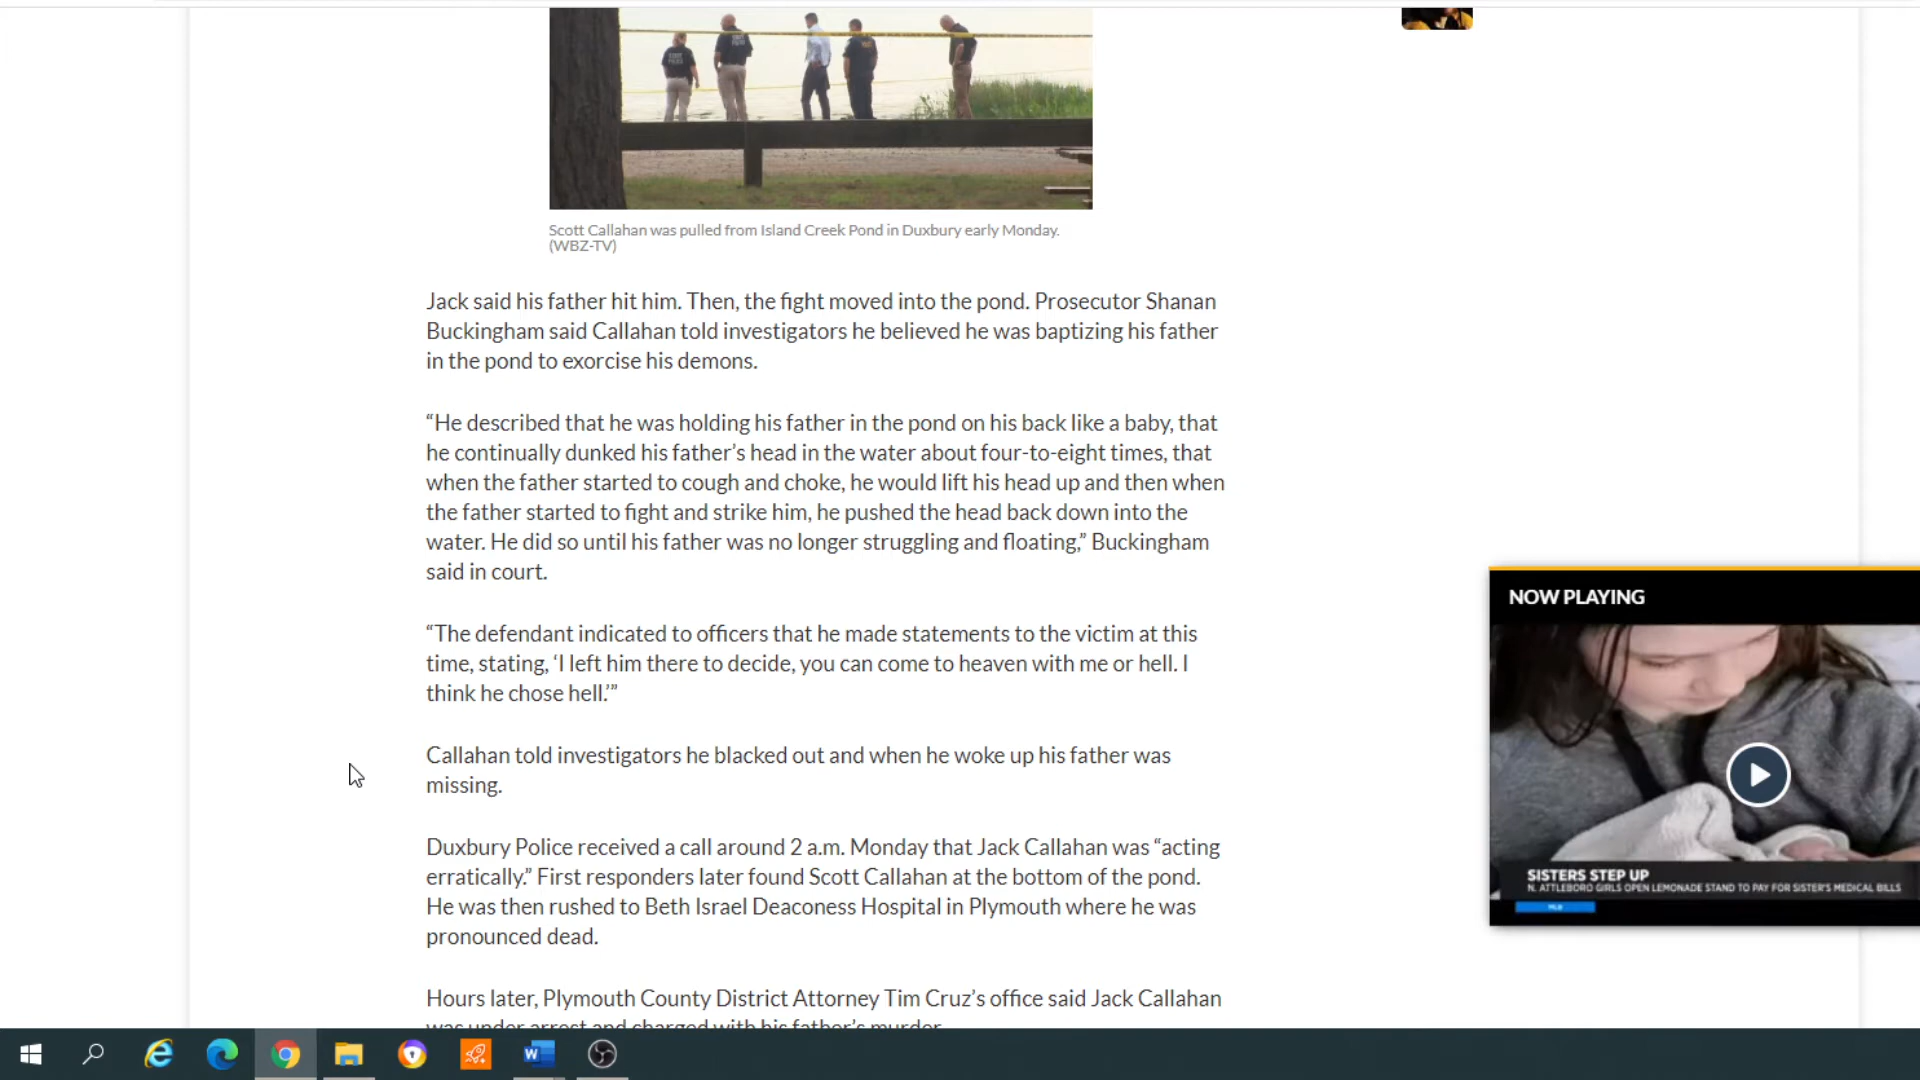 STATE
POLICE
Scott Callahan was pulled from Island Creek Pond in Duxbury early Monday.
(WBZ-TV)
Jack said his father hit him. Then, the fight moved into the pond. Prosecutor Shanan
Buckingham said Callahan told investigators he believed he was baptizing his father
in the pond to exorcise his demons.
“He described that he was holding his father in the pond on his back like a baby, that
he continually dunked his father’s head in the water about four-to-eight times, that
when the father started to cough and choke, he would lift his head up and then when
the father started to fight and strike him, he pushed the head back down into the
water. He did so until his father was no longer struggling and floating,” Buckingham
said in court.
“The defendant indicated to officers that he made statements to the victim at this
time, stating, ‘I left him there to decide, you can come to heaven with me or hell. I
think he chose hell.’”
Callahan told investigators he blacked out and when he woke up his father was
missing.
Duxbury Police received a call around 2 a.m. Monday that Jack Callahan was “acting
erratically.” First responders later found Scott Callahan at the bottom of the pond.
He was then rushed to Beth Israel Deaconess Hospital in Plymouth where he was
pronounced dead.
Hours later, Plymouth County District Attorney Tim Cruz’s office said Jack Callahan
was under arrest and charged with his father’s murder.
NOW PLAYING
SISTERS STEP UP
N. ATTLEBORO GIRLS OPEN LEMONADE STAND TO PAY FOR SISTER'S MEDICAL BILLS
MLB